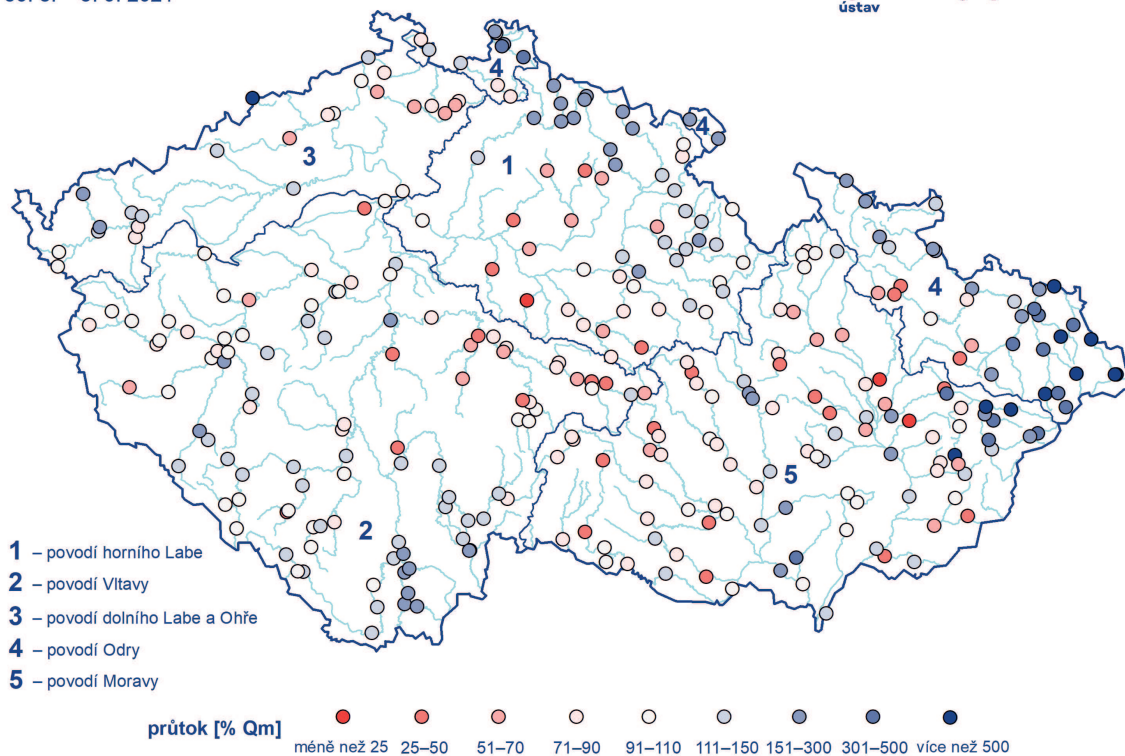 ústav
4
4
3
1
4
5
2
1 – povodí horního Labe
2 – povodí Vltavy
3 – povodí dolního Labe a Ohře
4 – povodí Odry
5 – povodí Moravy
průtok [% Qm]
méně než 25 25–50 51–70 71–90 91–110 111–150 151–300 301–500 více než 500